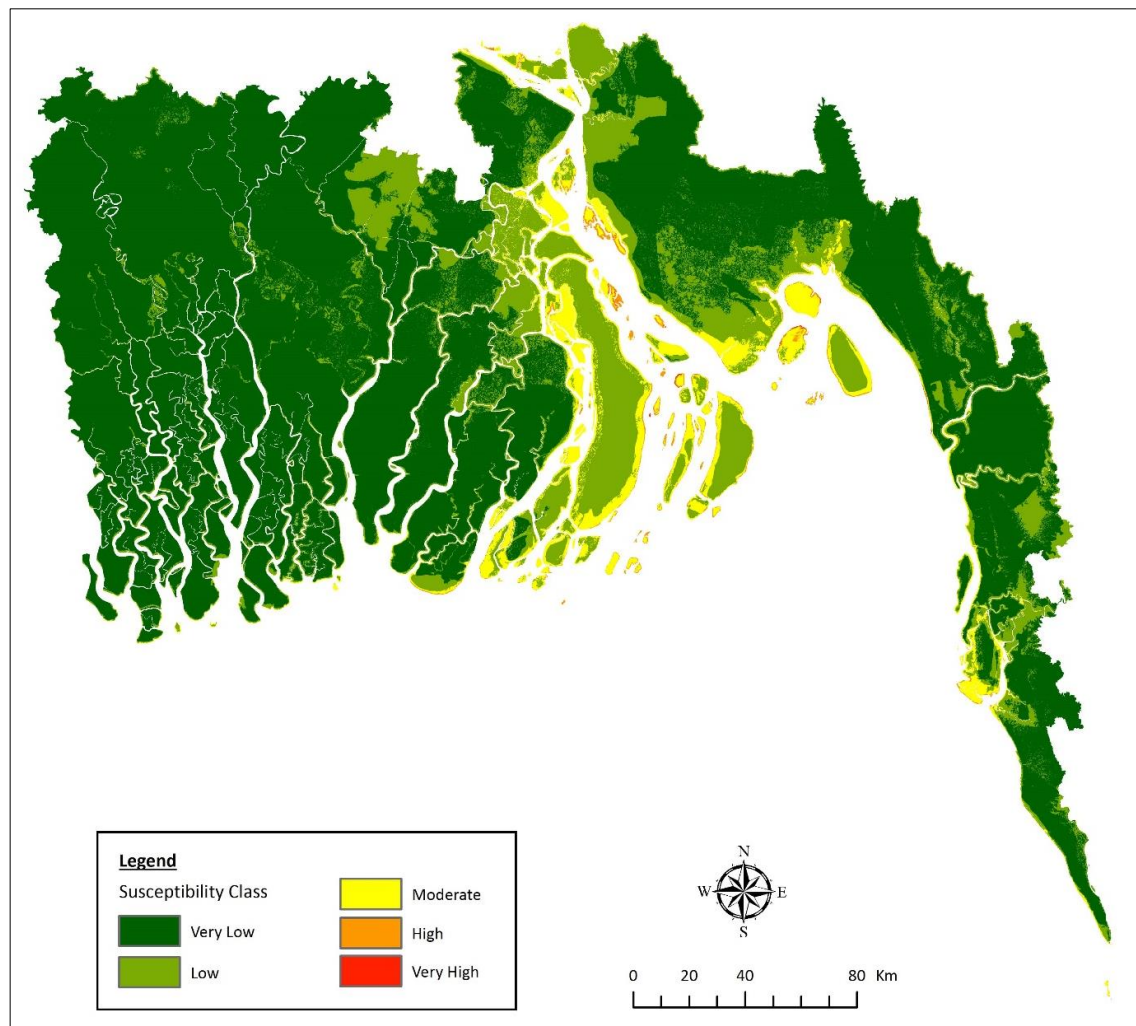 Legend
Susceptibility Class
Very Low
Low
Moderate
High
Very High
N
W E
S
0 20 40 80 Km